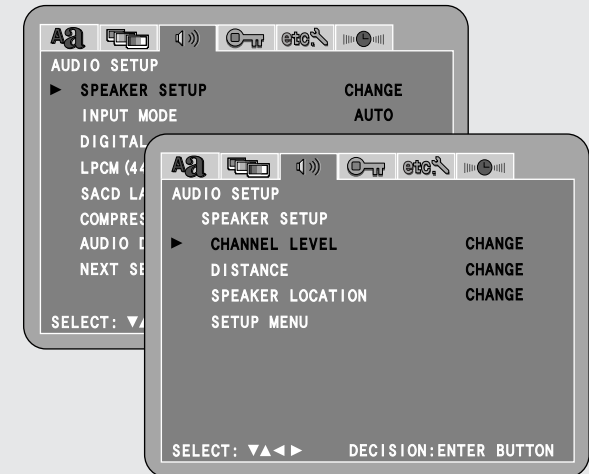 Aa etc.
AUDIO SETUP
► SPEAKER SETUP CHANGE
INPUT MODE AUTO
DIGITAL
LPCM (44
SACD
COMPRES
AUDIO
NEXT
SELECT: ▼
Aa etc.
AUDIO SETUP
SPEAKER SETUP
► CHANNEL LEVEL CHANGE
DISTANCE CHANGE
SPEAKER LOCATION CHANGE
SETUP MENU
SELECT: ▼▲◄► DECISION:ENTER BUTTON